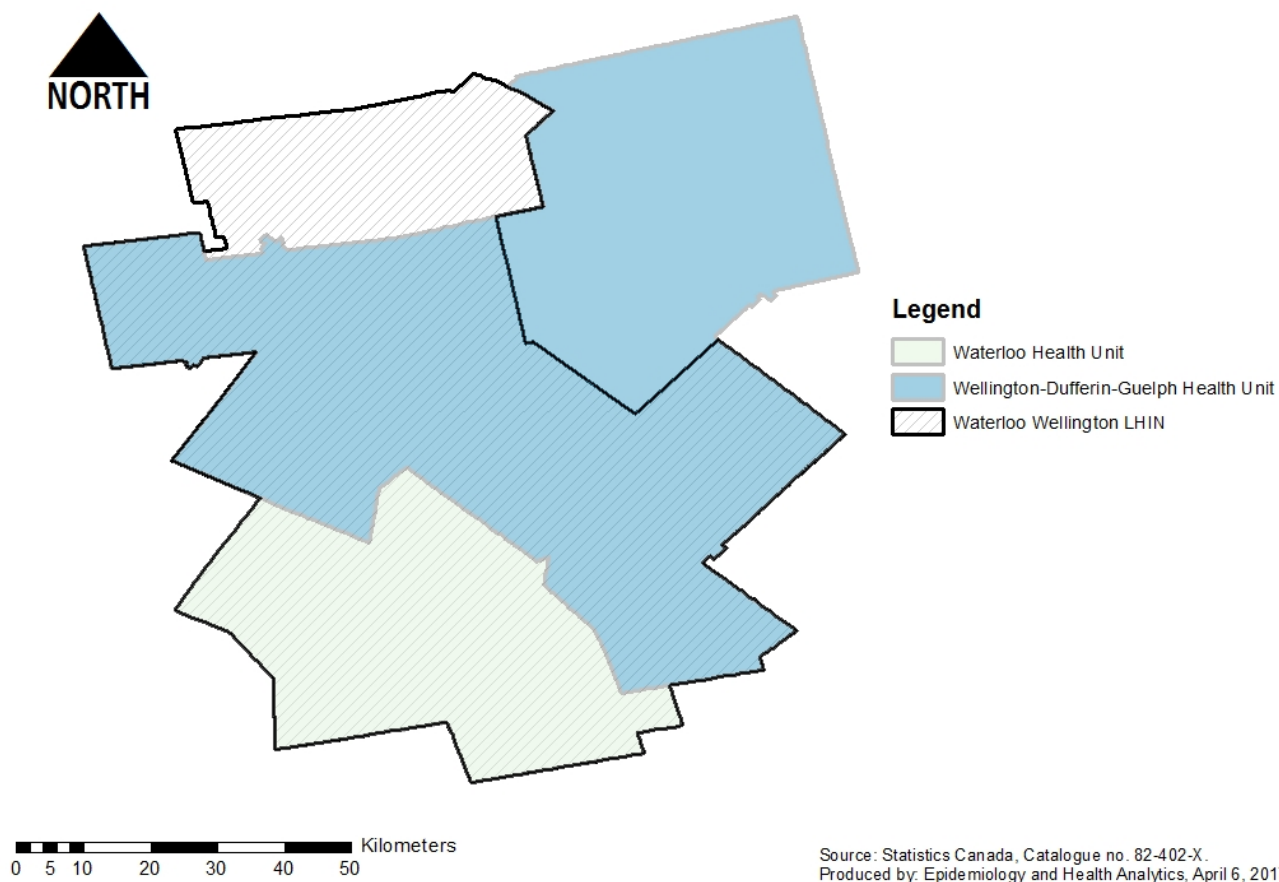 NORTH
Legend
Waterloo Health Unit
Wellington-Dufferin-Guelph Health Unit
Waterloo Wellington LHIN
Kilometers
0 5 10 20 30 40 50
Source: Statistics Canada, Catalogue no. 82-402-X.
Produced by: Epidemiology and Health Analytics, April 6, 201